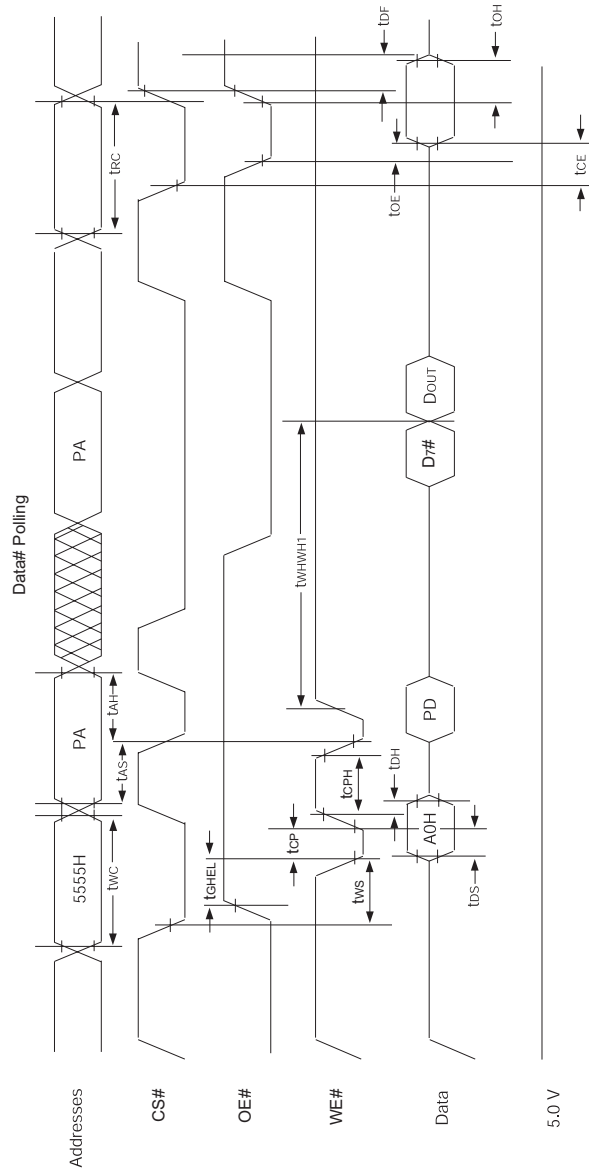 Data# Polling
Addresses
5555H
PA
PA
tWC
tAS
tAH
tRC
CS#
tGHEL
OE#
tWS
tCP
tCPH
tWHWH1
WE#
tDH
tOE
tDF
Data
A0H
PD
D7#
DOUT
tDS
tCE
tOH
5.0 V